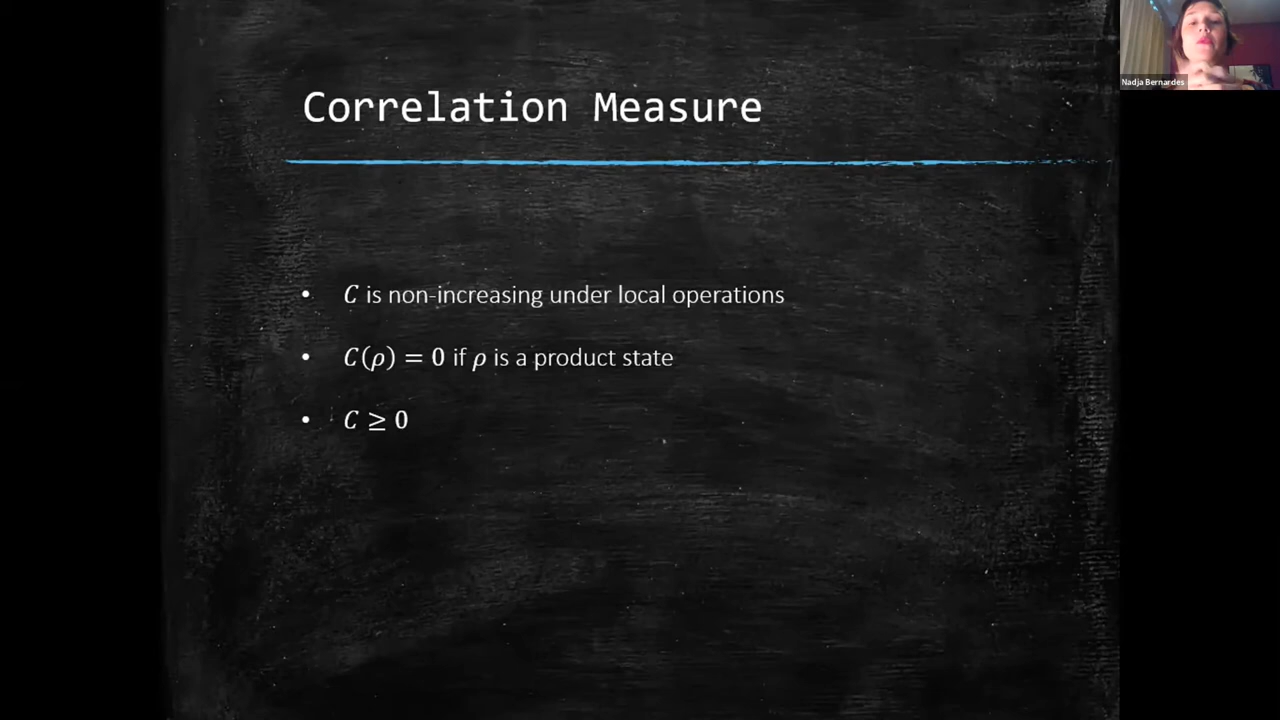 Nadja Bernardes
Correlation Measure
• C is non-increasing under local operations
• C(ρ) = 0 if ρ is a product state
• C ≥ 0